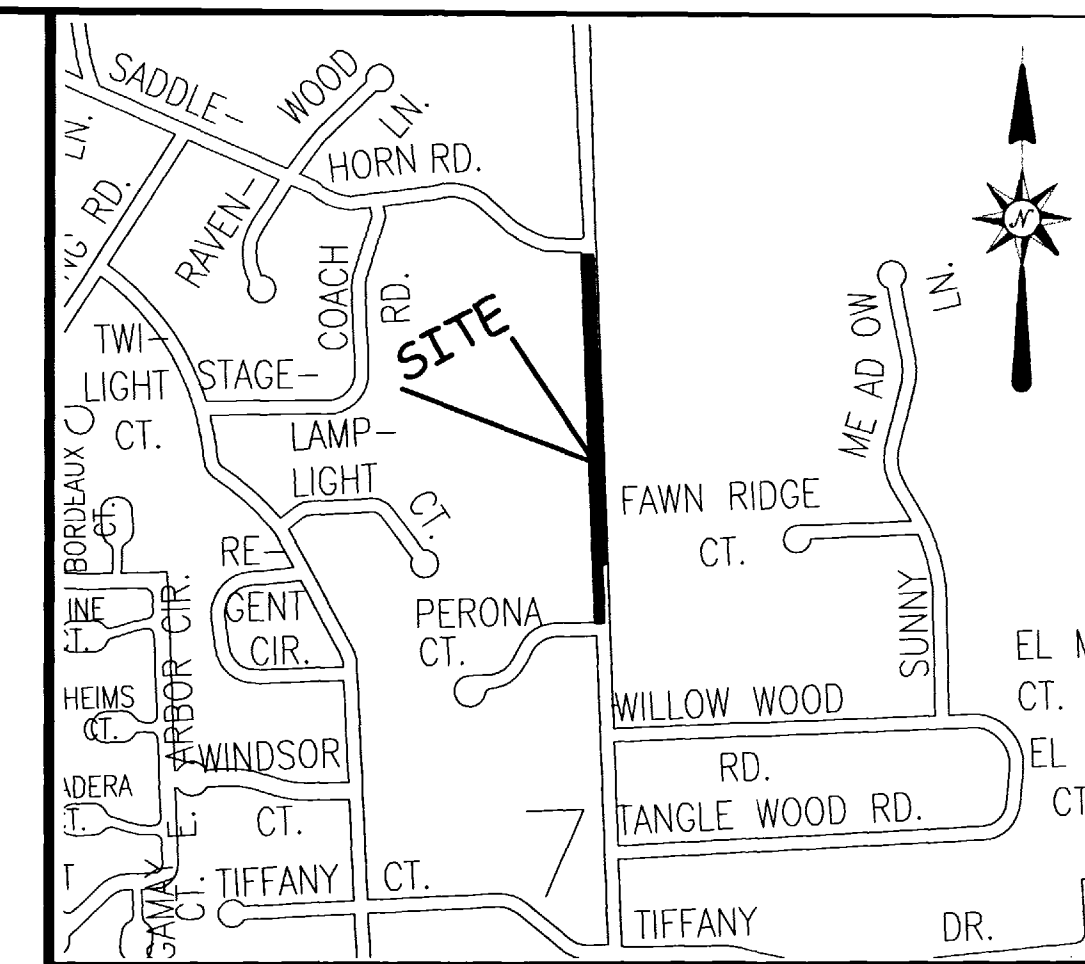 SADDLE-
WOOD
LN.
LN.
HORN RD.
RD.
RAVEN-
COACH
RD.
N
LN.
SITE
TWI-
LIGHT
CT.
STAGE-
ME AD OW
LAMP-
LIGHT
CT.
BORDEAUX
CT.
FAWN RIDGE
CT.
RE-
GENT
CIR.
ARBOR CIR.
INE
CT.
PERONA
CT.
SUNNY
EL M
CT.
HEIMS
CT.
WILLOW WOOD
RD.
WINDSOR
CT.
EL
CT
ADERA
CT.
TANGLE WOOD RD.
7
E.
GAMAY
CT.
TIFFANY
CT.
TIFFANY
DR.